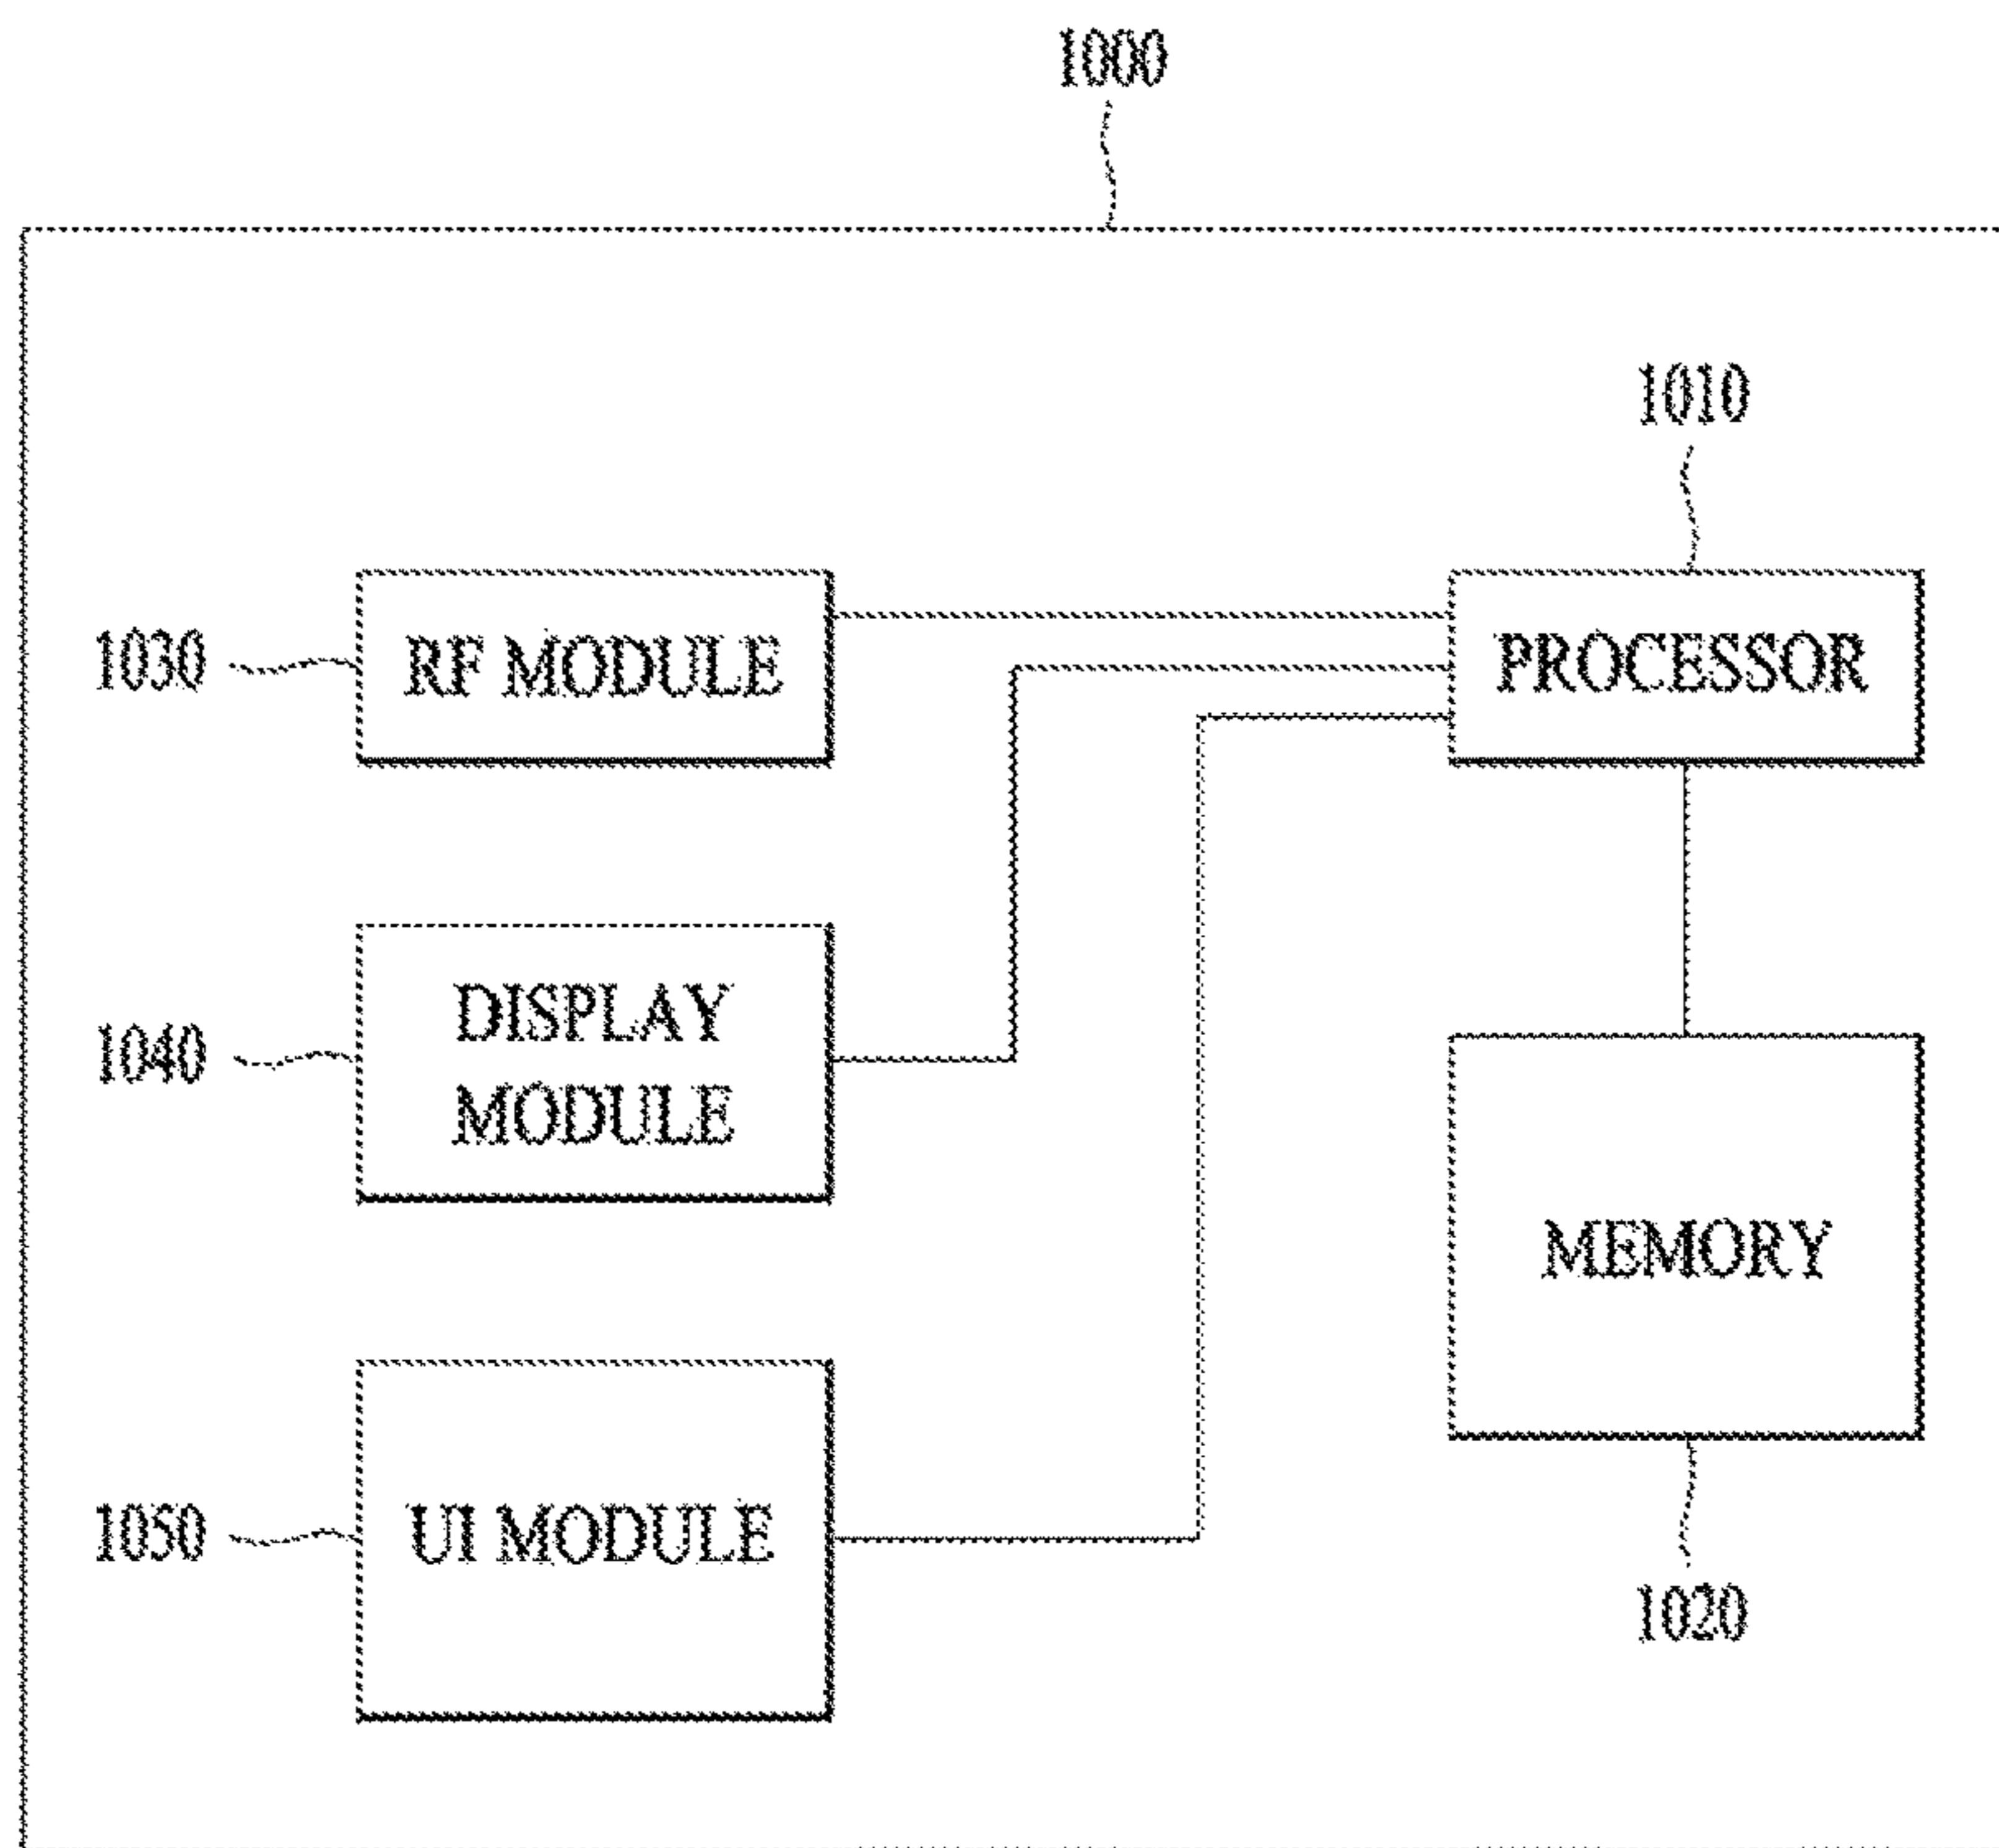 1000
1010
1030
RF MODULE
PROCESSOR
1040
DISPLAY
MODULE
MEMORY
1050
UI MODULE
1020